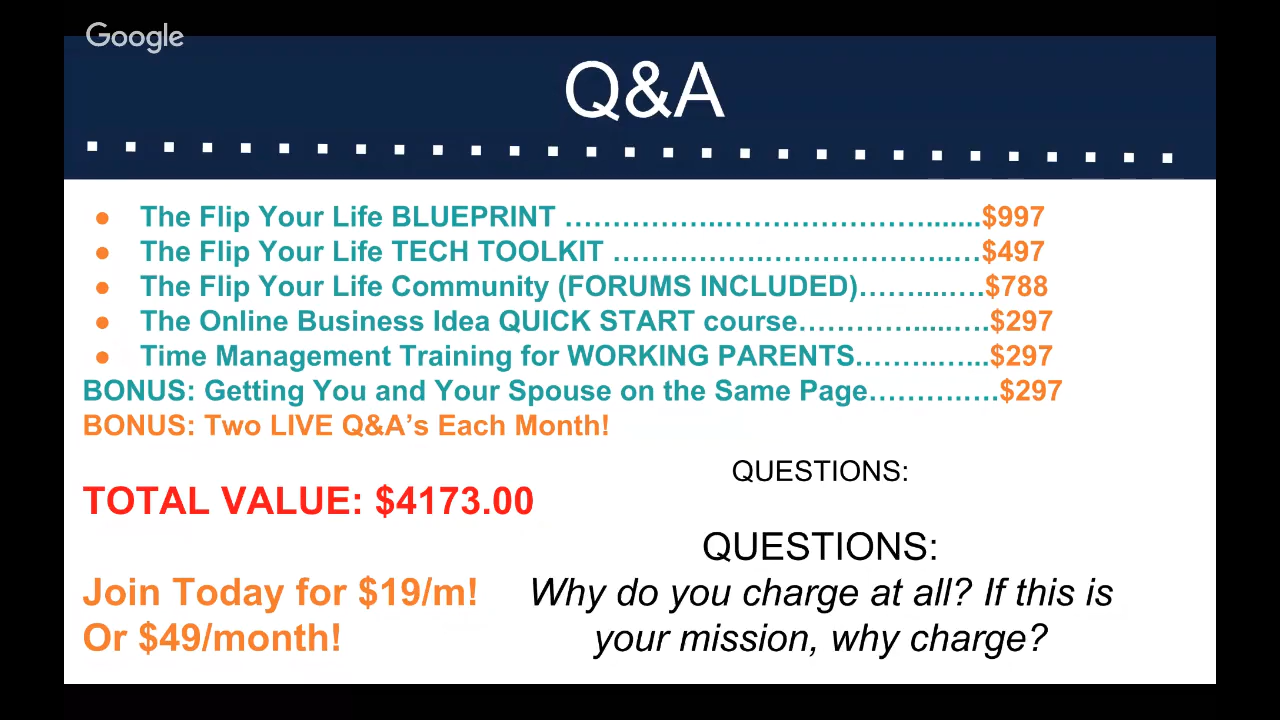 Google
Q&A
● The Flip Your Life BLUEPRINT ……………..………………….......$997
● The Flip Your Life TECH TOOLKIT …………….………………..….$497
● The Flip Your Life Community (FORUMS INCLUDED)……....….$788
● The Online Business Idea QUICK START course………….....….$297
● Time Management Training for WORKING PARENTS……..…...$297
BONUS: Getting You and Your Spouse on the Same Page……….….$297
BONUS: Two LIVE Q&A’s Each Month!
QUESTIONS:
TOTAL VALUE: $4173.00
QUESTIONS:
Join Today for $19/m!
Why do you charge at all? If this is
Or $49/month!
your mission, why charge?